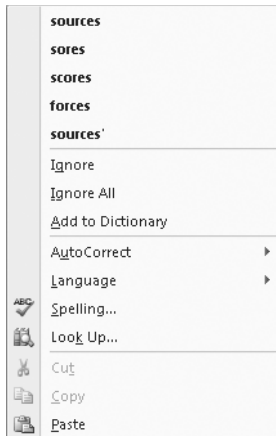 sources
sores
scores
forces
sources'
Ignore
Ignore All
Add to Dictionary
AutoCorrect
Language
ABC Spelling...
Look Up...
Cut
Copy
Paste